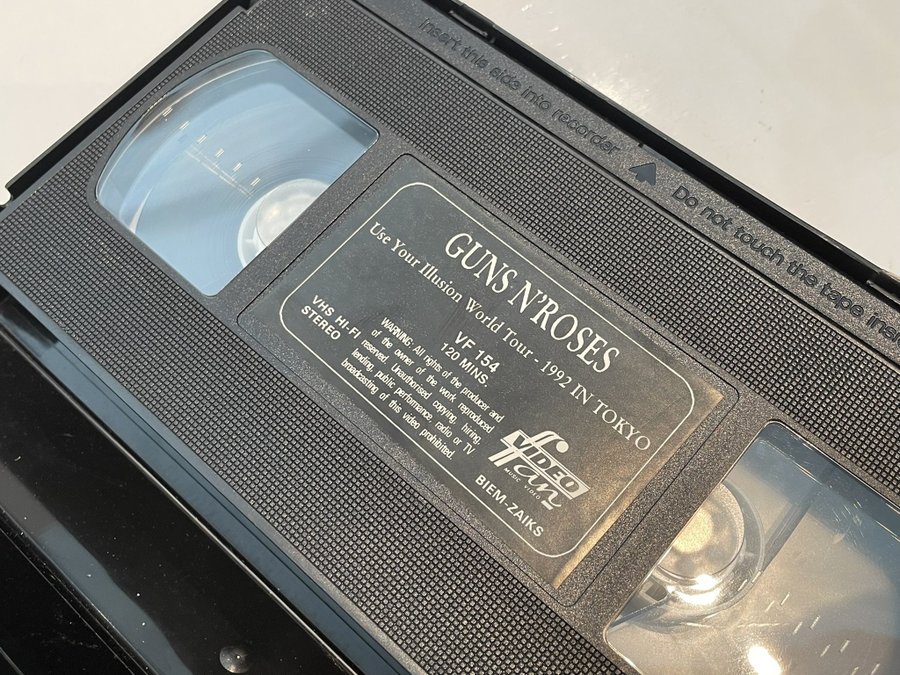 Insert this side into recorder
Do not touch the tape insi
GUNS N'ROSES
Use Your Illusion World Tour - 1992 IN TOKYO
VF 154
120 MINS.
VHS HI-FI
STEREO
WARNING: All rights of the producer and
of the owner of the work reproduced
reserved. Unauthorised copying, hiring,
lending, public performance, radio or TV
broadcasting of this video prohibited.
VIDEO
fan
MUSIC VIDEO
BIEM-ZAIKS